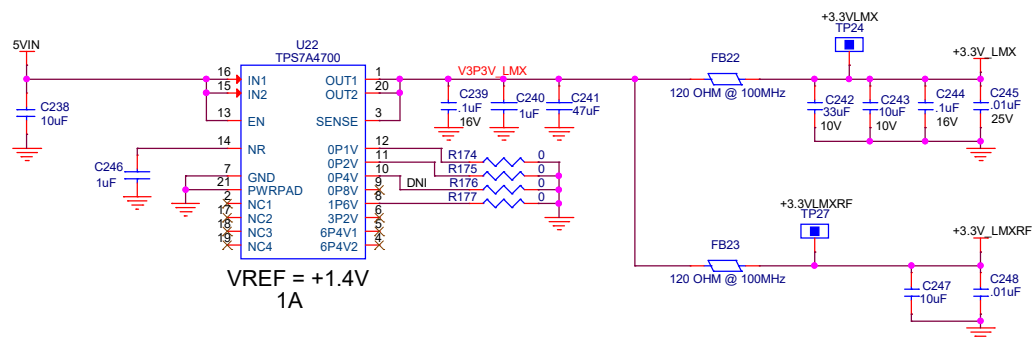 5VIN
C238
10uF
C246
1uF
U22
TPS7A4700
16 IN1 OUT1 1
15 IN2 OUT2 20
13 EN SENSE 3
14 NR 0P1V 12
0P2V 11
7 GND 0P4V 10
21 PWRPAD 0P8V 9
2 NC1 1P6V 8
17 NC2 3P2V 6
18 NC3 6P4V1 5
19 NC4 6P4V2 4
VREF = +1.4V
1A
V3P3V_LMX
C239
.1uF
16V
C240
1uF
C241
47uF
R174 0
R175 0
DNI R176 0
R177 0
FB22
120 OHM @ 100MHz
+3.3VLMX
TP24
+3.3V_LMX
C242
33uF
10V
C243
10uF
10V
C244
.1uF
16V
C245
.01uF
25V
FB23
120 OHM @ 100MHz
+3.3VLMXRF
TP27
+3.3V_LMXRF
C247
10uF
C248
.01uF